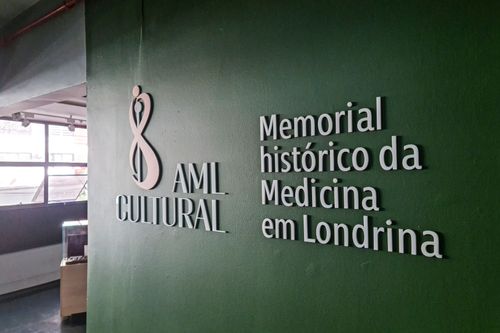 AML
CULTURAL
Memorial
histórico da
Medicina
em Londrina